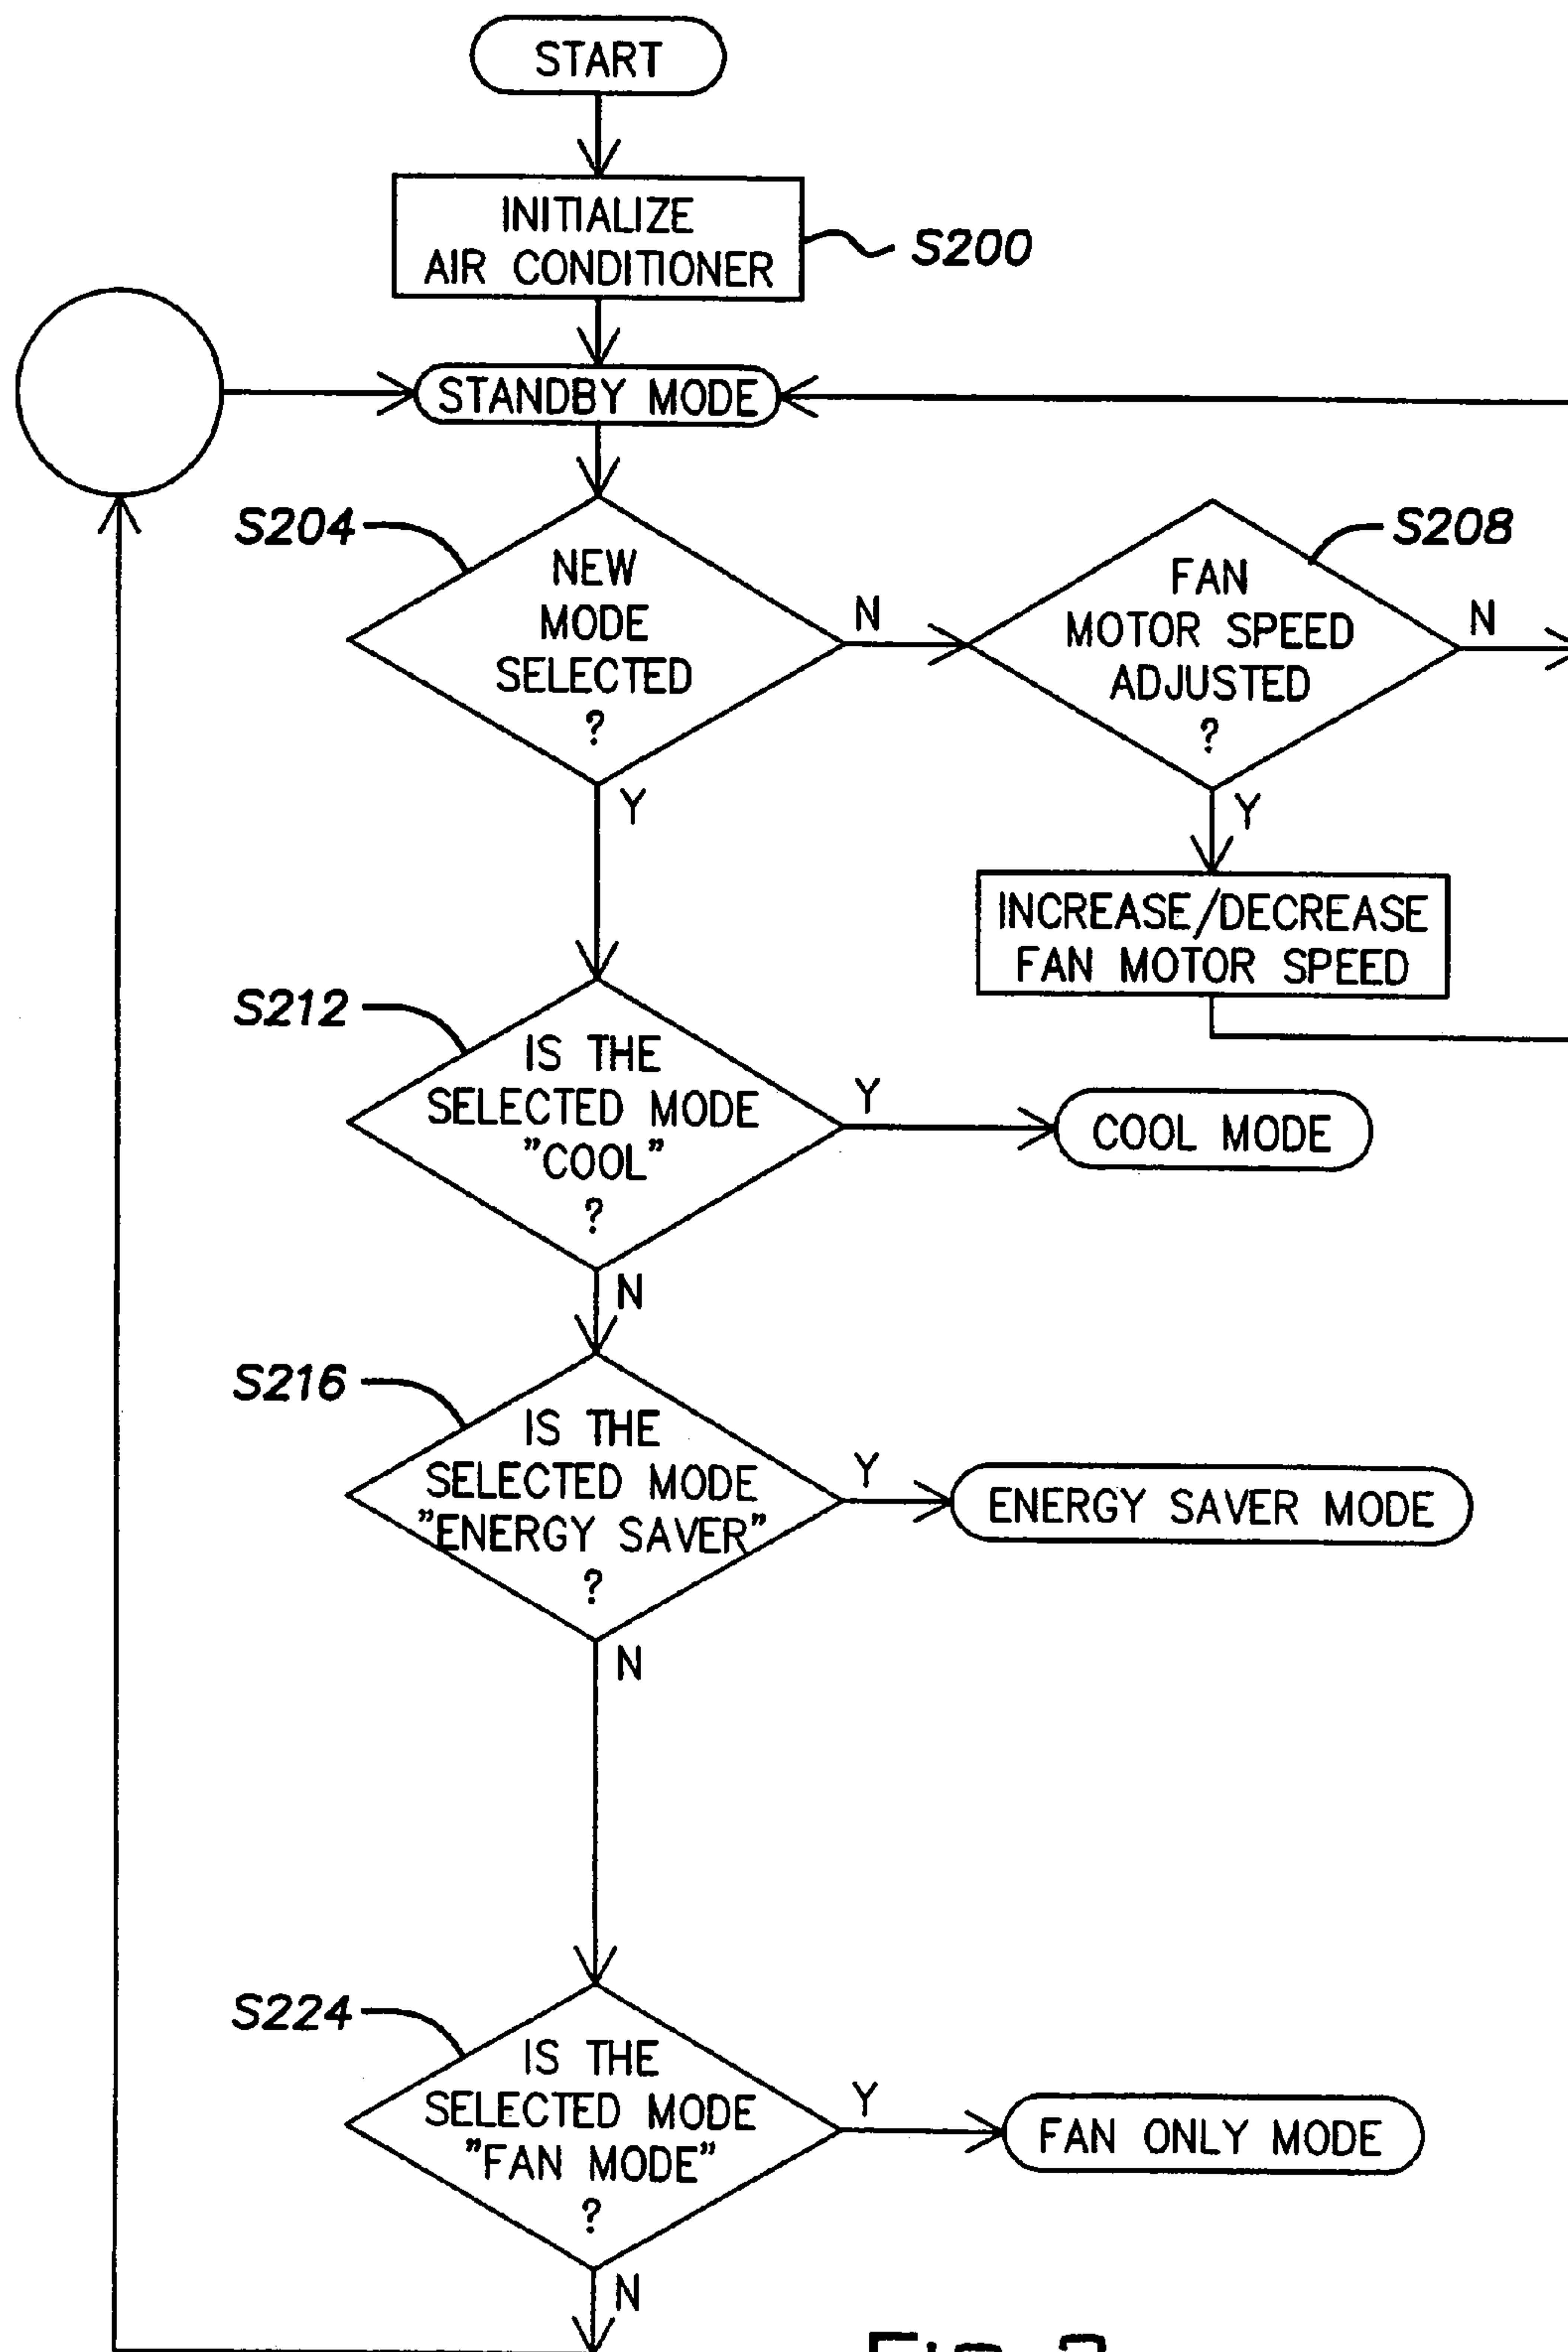 START
INITIALIZE
AIR CONDITIONER
S200
STANDBY MODE
S204
NEW
MODE
SELECTED
?
N
Y
S208
FAN
MOTOR SPEED
ADJUSTED
?
N
Y
INCREASE/DECREASE
FAN MOTOR SPEED
S212
IS THE
SELECTED MODE
"COOL"
?
Y
COOL MODE
N
S216
IS THE
SELECTED MODE
"ENERGY SAVER"
?
Y
ENERGY SAVER MODE
N
S224
IS THE
SELECTED MODE
"FAN MODE"
?
Y
FAN ONLY MODE
N